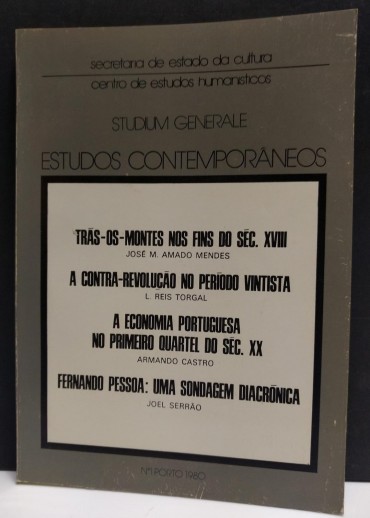 secretaria de estado da cultura
centro de estudos humanísticos
STUDIUM GENERALE
ESTUDOS CONTEMPORÂNEOS
TRÁS-OS-MONTES NOS FINS DO SÉC. XVIII
JOSÉ M. AMADO MENDES
A CONTRA-REVOLUÇÃO NO PERÍODO VINTISTA
L. REIS TORGAL
A ECONOMIA PORTUGUESA
NO PRIMEIRO QUARTEL DO SÉC. XX
ARMANDO CASTRO
FERNANDO PESSOA: UMA SONDAGEM DIACRÓNICA
JOEL SERRÃO
Nº1 PORTO 1980